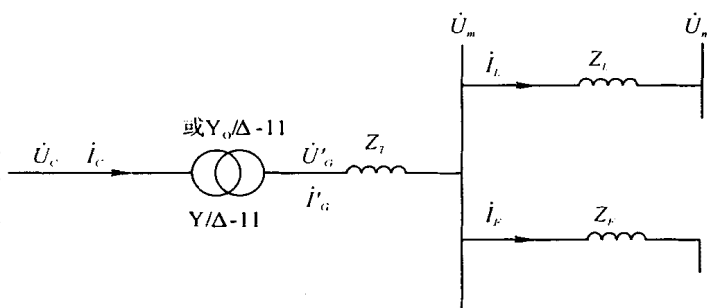 U̇m
U̇n
İL
ZL
或Y₀/Δ-11
U̇c
İc
U̇'G
ZT
İ'G
Y/Δ-11
İF
ZF